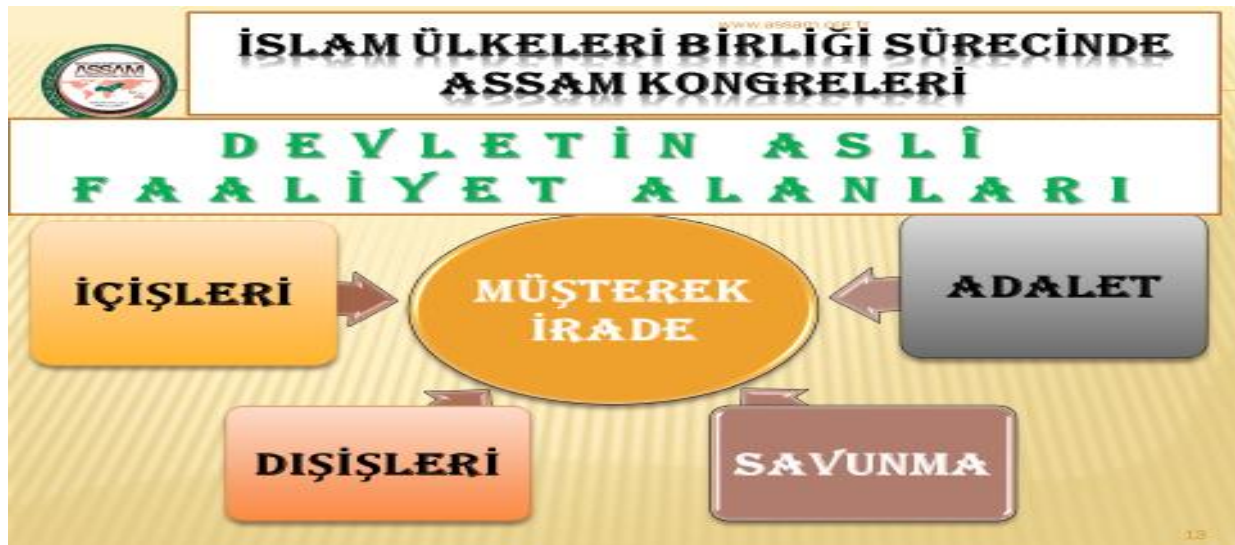 www.assam.org.tr
İSLAM ÜLKELERİ BİRLİĞİ SÜRECİNDE
ASSAM KONGRELERİ
ASSAM
DEVLETİN ASLÎ
FAALİYET ALANLARI
İÇİŞLERİ
MÜŞTEREK
İRADE
ADALET
DIŞİŞLERİ
SAVUNMA
13